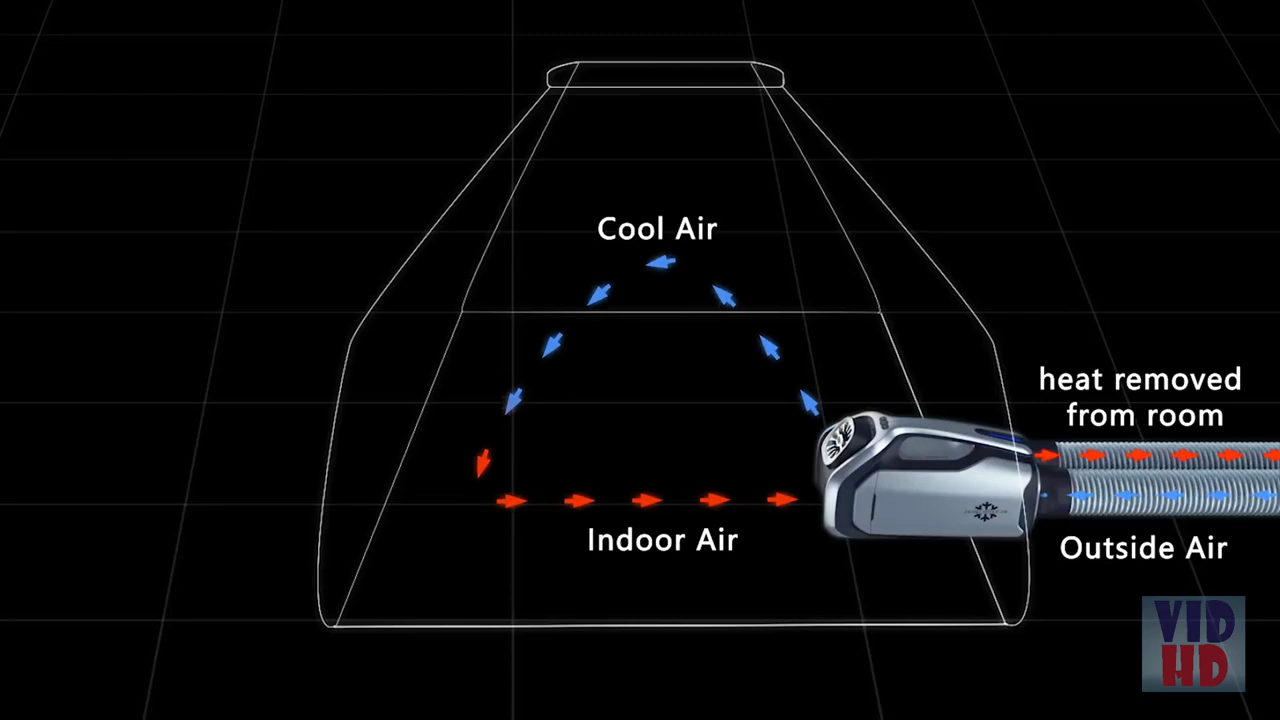 Cool Air
heat removed
from room
Indoor Air
Outside Air
VID
HD